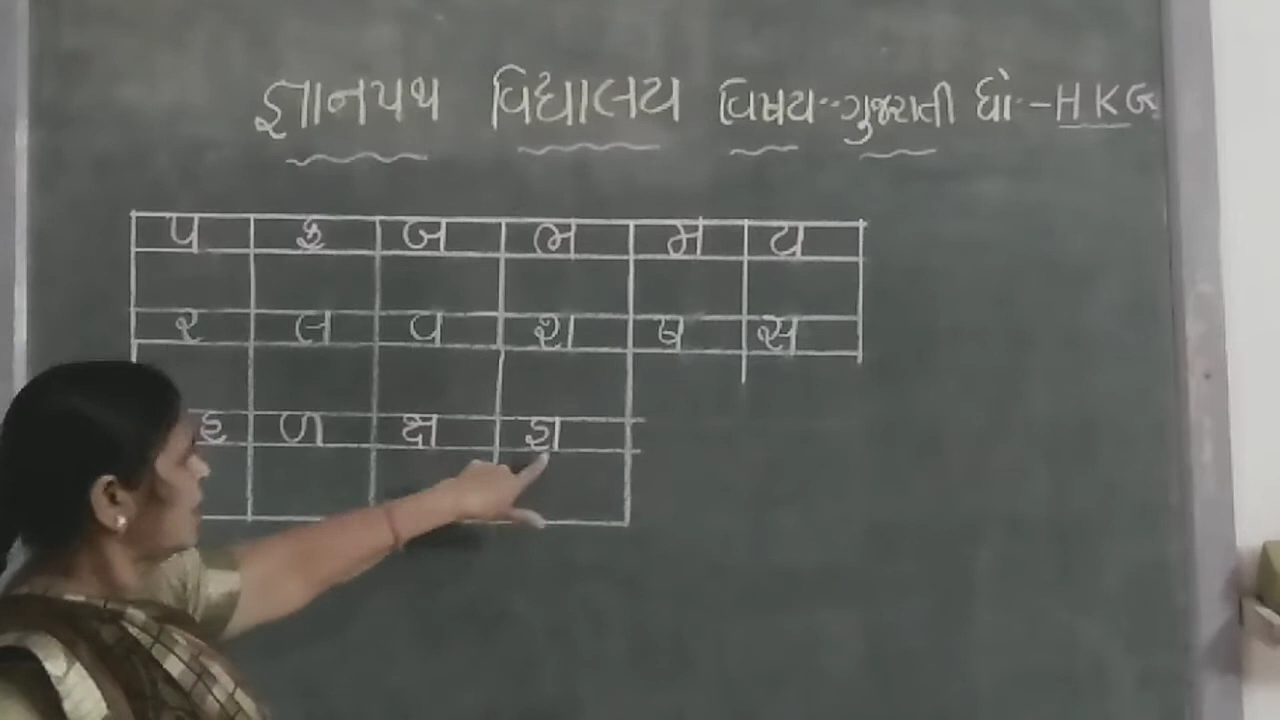 જ્ઞાનપથ વિદ્યાલય વિષય-ગુજરાતી ધો-HKG
પ ફ બ ભ મ ય
ર લ વ શ ષ સ
હ ળ ક્ષ જ્ઞ